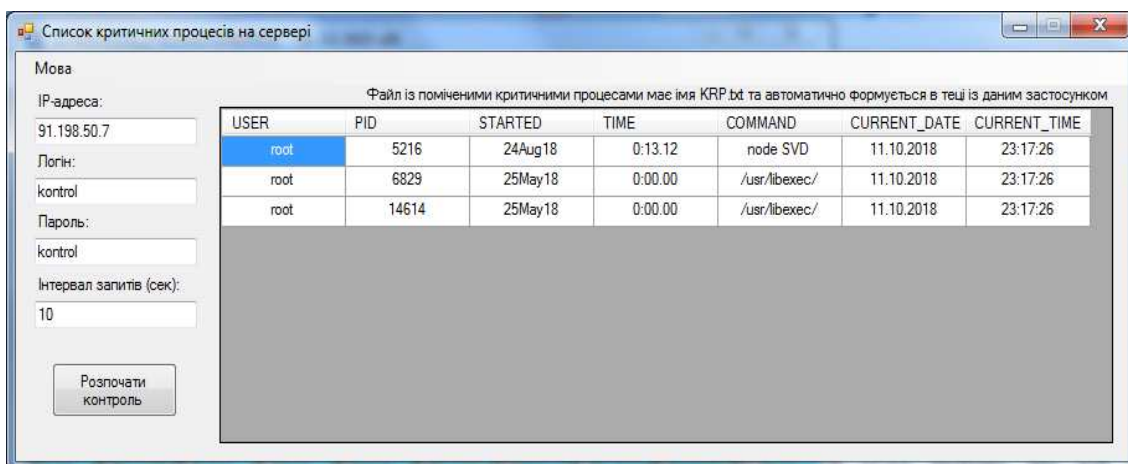 Список критичних процесів на сервері
Мова
Файл із поміченими критичними процесами має імя KRP.txt та автоматично формується в теці із даним застосунком
IP-адреса:
91.198.50.7
Логін:
kontrol
Пароль:
kontrol
Інтервал запитів (сек):
10
Розпочати
контроль
USER PID STARTED TIME COMMAND CURRENT_DATE CURRENT_TIME
root 5216 24Aug18 0:13.12 node SVD 11.10.2018 23:17:26
root 6829 25May18 0:00.00 /usr/libexec/ 11.10.2018 23:17:26
root 14614 25May18 0:00.00 /usr/libexec/ 11.10.2018 23:17:26